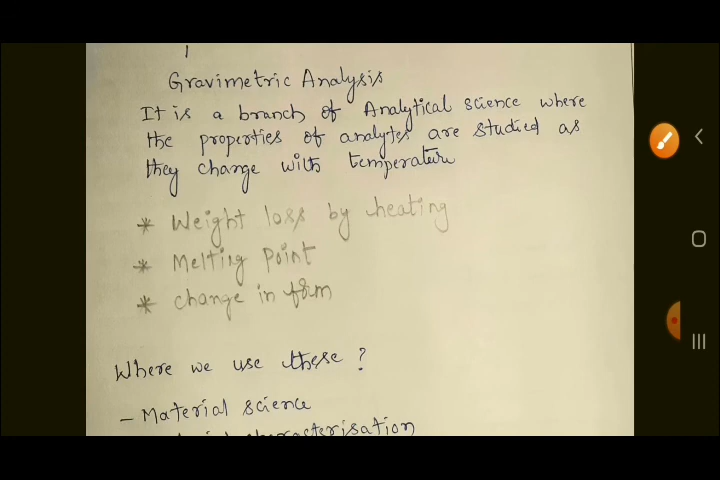 Gravimetric Analysis
It is a branch of Analytical science where
the properties of analytes are studied as
they change with temperature
* Weight loss by heating
* Melting point
* change in form
Where we use these ?
- Material science
characterisation